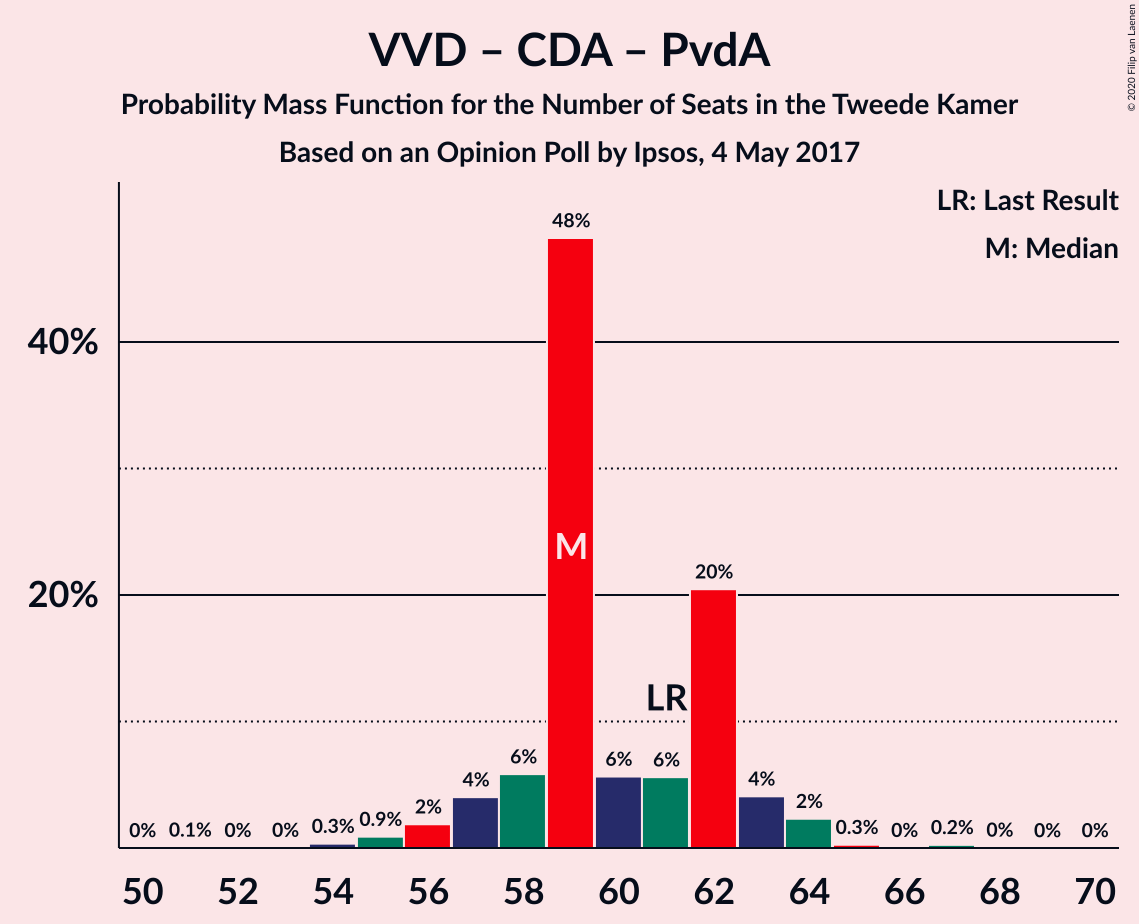 VVD – CDA – PvdA
Probability Mass Function for the Number of Seats in the Tweede Kamer
Based on an Opinion Poll by Ipsos, 4 May 2017
© 2020 Filip van Laenen
LR: Last Result
M: Median
48%
40%
M
20%
20%
LR
0% 0.1% 0% 0% 0.3% 0.9% 2% 4% 6% 6% 6% 4% 2% 0.3% 0% 0.2% 0% 0% 0%
50 52 54 56 58 60 62 64 66 68 70